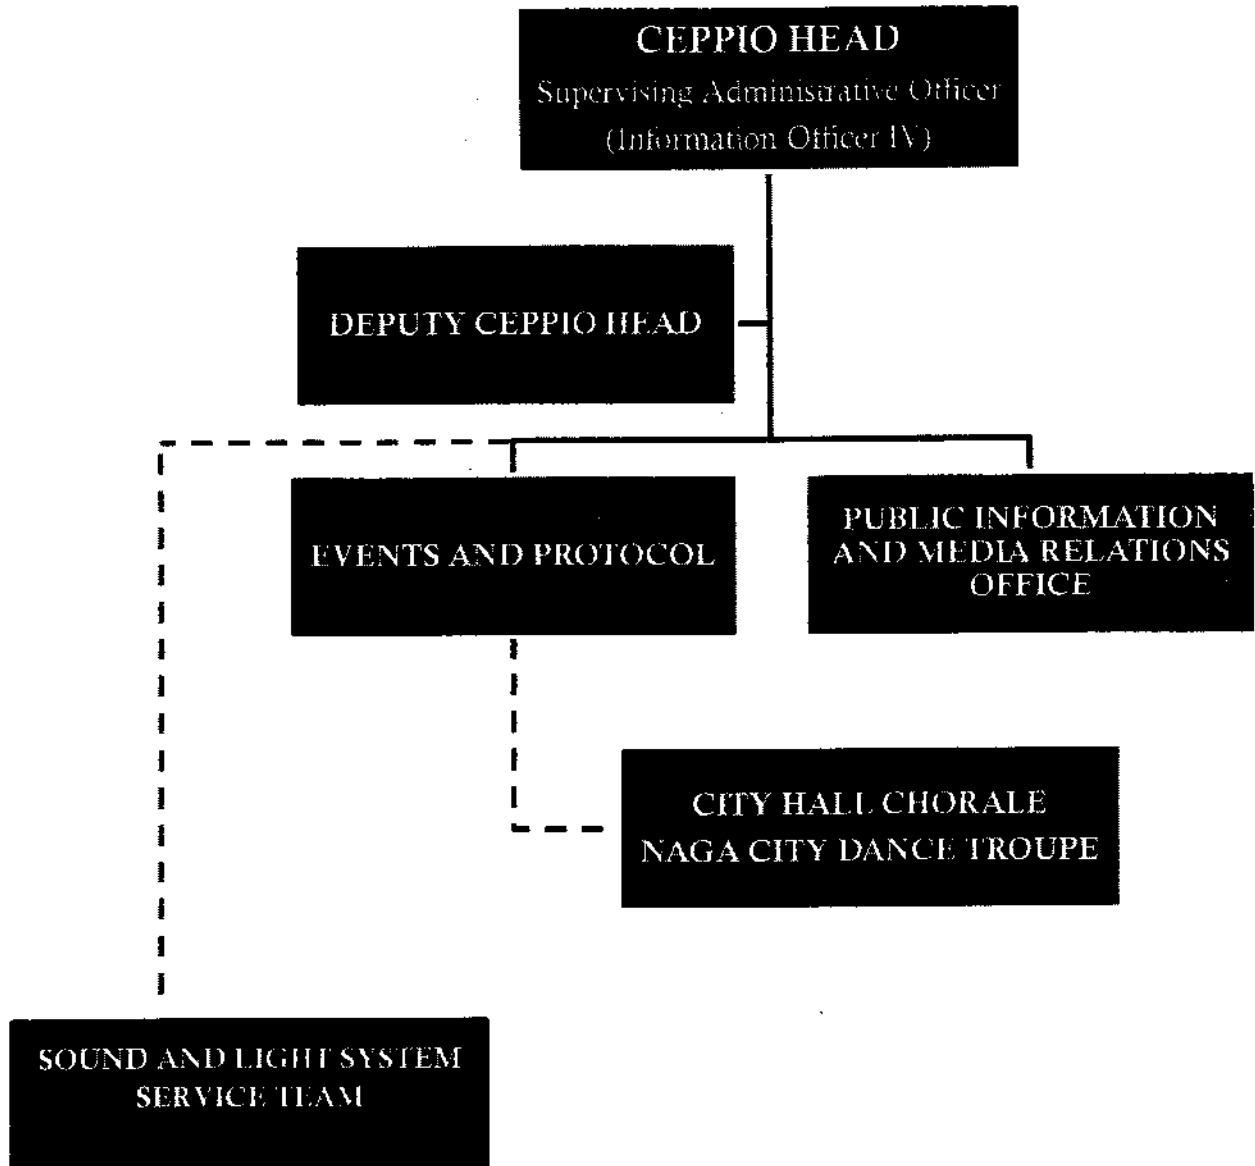 CEPPIO HEAD
Supervising Administrative Officer
(Information Officer IV)
DEPUTY CEPPIO HEAD
EVENTS AND PROTOCOL
PUBLIC INFORMATION
AND MEDIA RELATIONS
OFFICE
CITY HALL CHORALE
NAGA CITY DANCE TROUPE
SOUND AND LIGHT SYSTEM
SERVICE TEAM